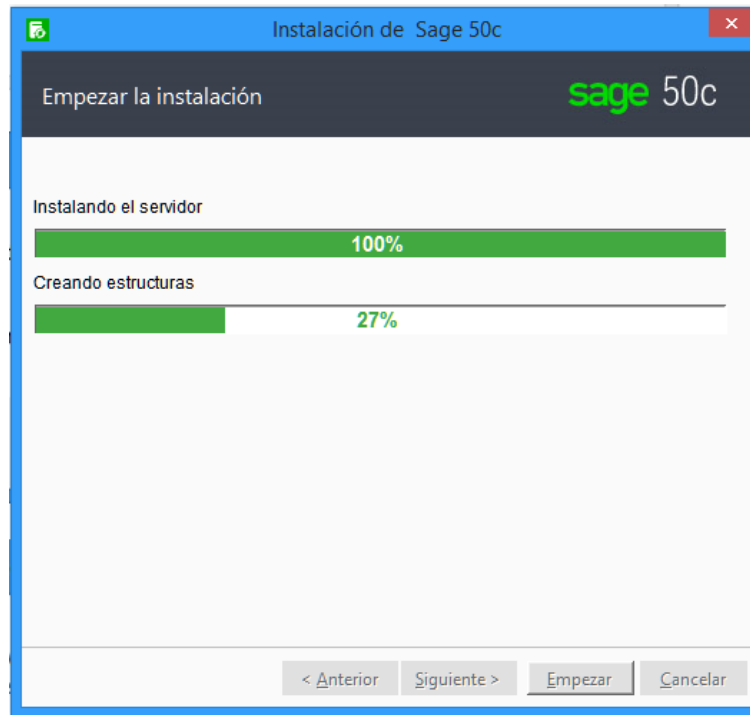 Instalación de Sage 50c
Empezar la instalación
sage 50c
Instalando el servidor
100%
Creando estructuras
27%
< Anterior
Siguiente >
Empezar
Cancelar